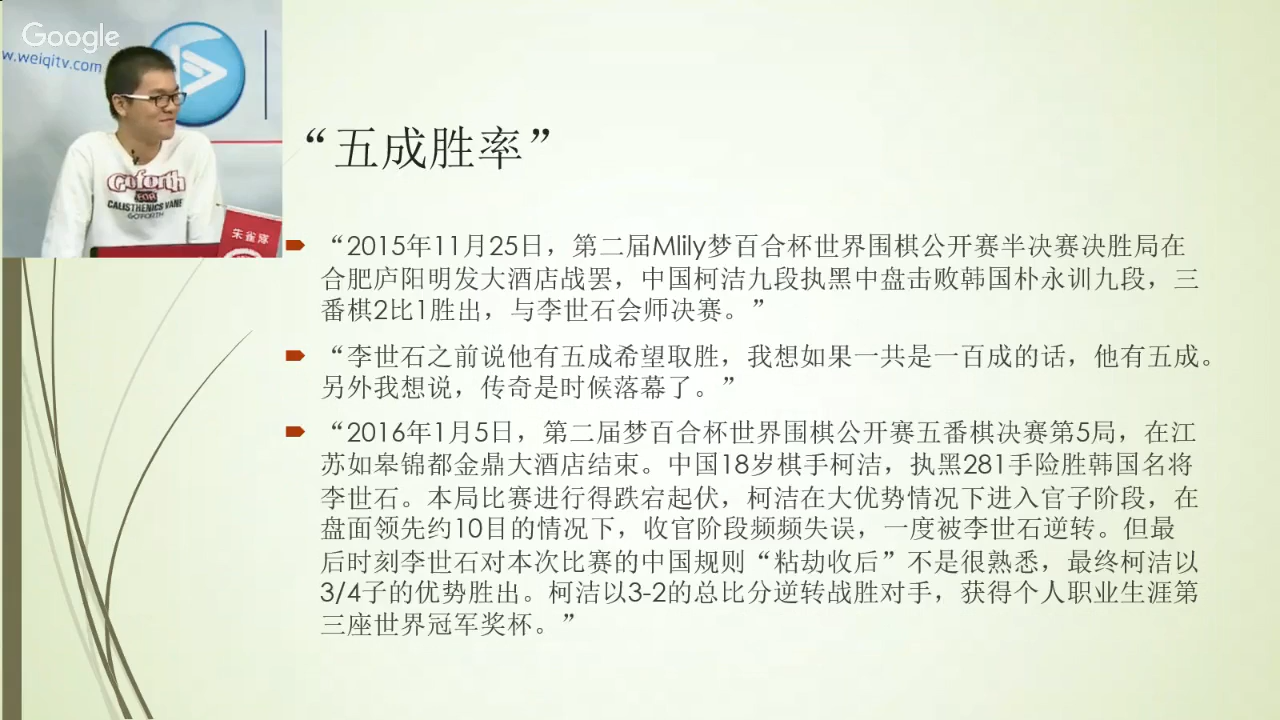 Google
w.weiqitv.com
Goforth
FOR
CALISTHENICS VANE
GOFORTH
“五成胜率”
“2015年11月25日，第二届Mlily梦百合杯世界围棋公开赛半决赛决胜局在
合肥庐阳明发大酒店战罢，中国柯洁九段执黑中盘击败韩国朴永训九段，三
番棋2比1胜出，与李世石会师决赛。”
“李世石之前说他有五成希望取胜，我想如果一共是一百成的话，他有五成。
另外我想说，传奇是时候落幕了。”
“2016年1月5日，第二届梦百合杯世界围棋公开赛五番棋决赛第5局，在江
苏如皋锦都金鼎大酒店结束。中国18岁棋手柯洁，执黑281手险胜韩国名将
李世石。本局比赛进行得跌宕起伏，柯洁在大优势情况下进入官子阶段，在
盘面领先约10目的情况下，收官阶段频频失误，一度被李世石逆转。但最
后时刻李世石对本次比赛的中国规则“粘劫收后”不是很熟悉，最终柯洁以
3/4子的优势胜出。柯洁以3-2的总比分逆转战胜对手，获得个人职业生涯第
三座世界冠军奖杯。”